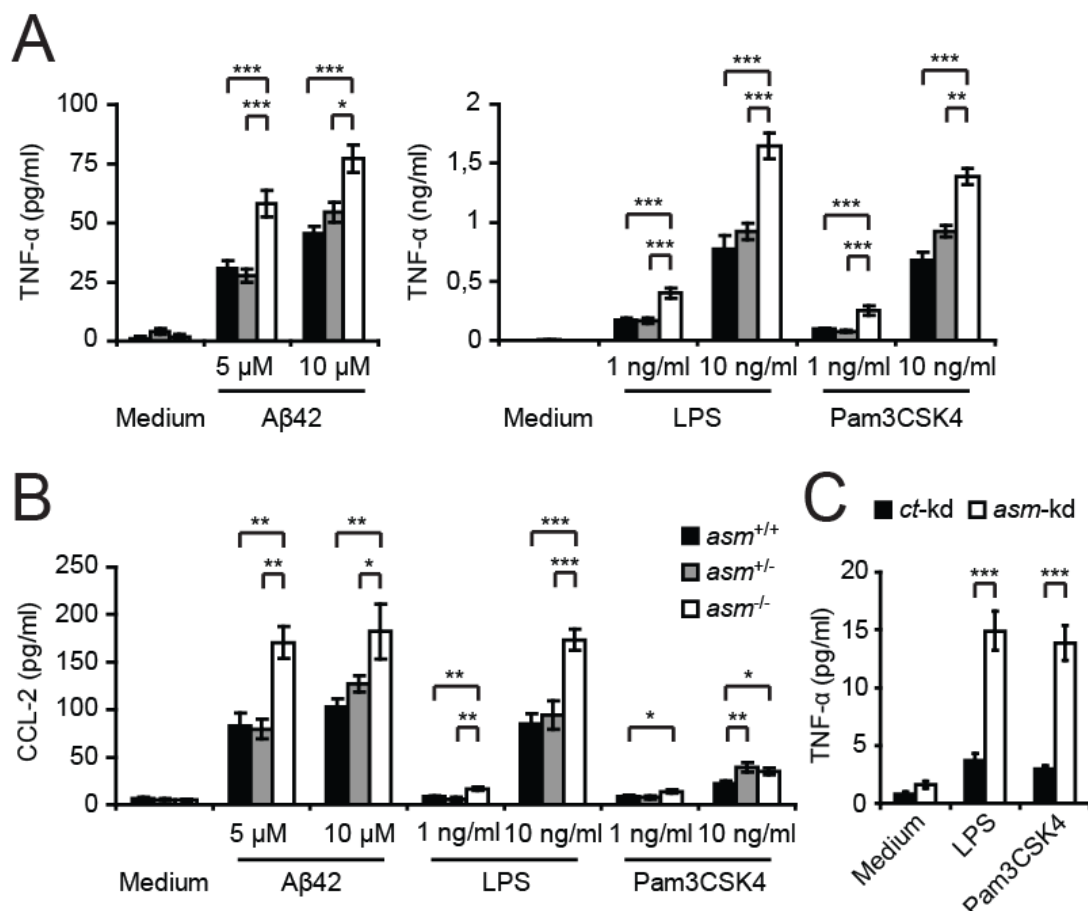 A
TNF-α (pg/ml)
100
75
50
25
0
*** ***
*** *
5 µM 10 µM
Medium Aβ42
TNF-α (ng/ml)
2
1,5
1
0,5
0
*** ***
*** **
*** ***
*** ***
1 ng/ml 10 ng/ml 1 ng/ml 10 ng/ml
Medium LPS Pam3CSK4
B
CCL-2 (pg/ml)
250
200
150
100
50
0
** ** ***
** * ***
** *
** * **
asm+/+
asm+/-
asm-/-
5 µM 10 µM 1 ng/ml 10 ng/ml 1 ng/ml 10 ng/ml
Medium Aβ42 LPS Pam3CSK4
C
ct-kd asm-kd
TNF-α (pg/ml)
20
15
10
5
0
*** ***
Medium
LPS
Pam3CSK4